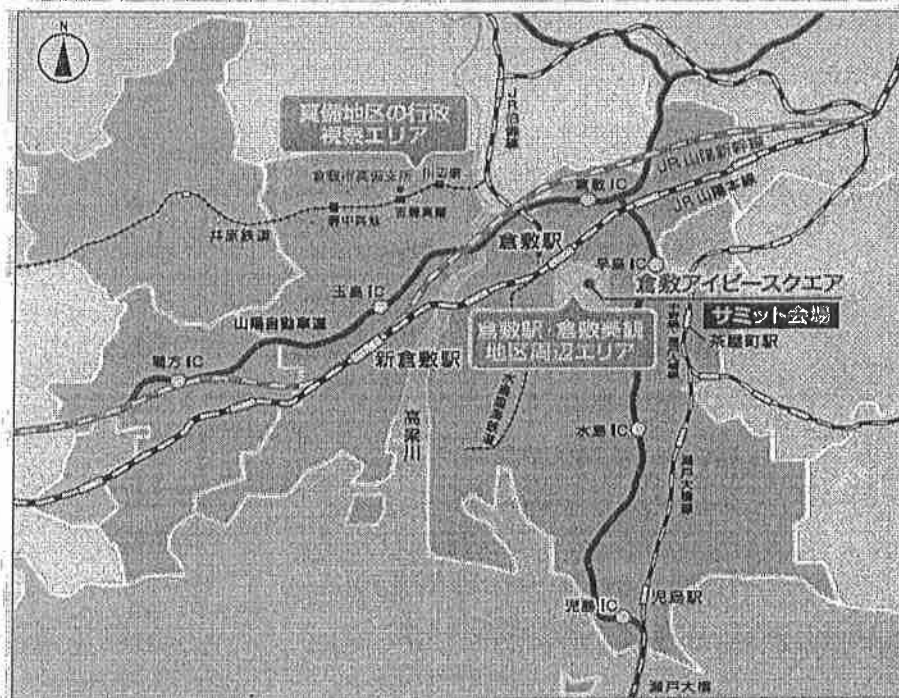 N
真備地区の行政
視察エリア
JR伯備線
倉敷市真備支所
川辺宿
吉備真備
備中呉妹
井原鉄道
倉敷IC
JR山陽新幹線
JR山陽本線
倉敷駅
早島IC
倉敷アイビースクエア
サミット会場
茶屋町駅
玉島IC
山陽自動車道
倉敷駅・倉敷美観
地区周辺エリア
新倉敷駅
鴨方IC
高梁川
水島IC
瀬戸大橋線
児島IC
児島駅
瀬戸大橋